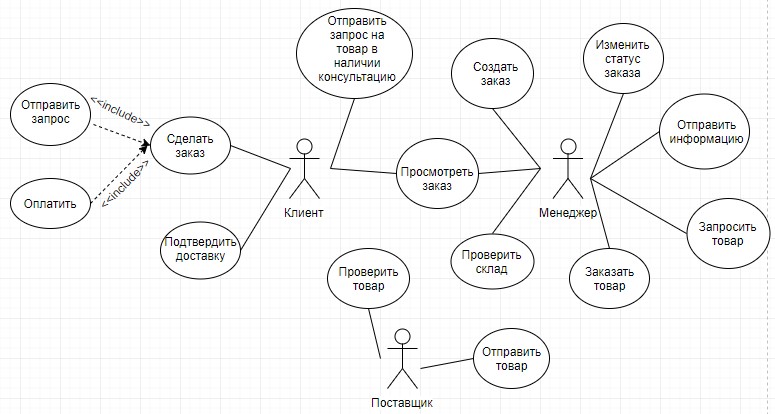 Отправить
запрос на
товар в
наличии
консультацию
Создать
заказ
Изменить
статус
заказа
Отправить
запрос
<<include>>
Сделать
заказ
Отправить
информацию
Просмотреть
заказ
Оплатить
<<include>>
Клиент
Менеджер
Запросить
товар
Подтвердить
доставку
Проверить
товар
Проверить
склад
Заказать
товар
Отправить
товар
Поставщик